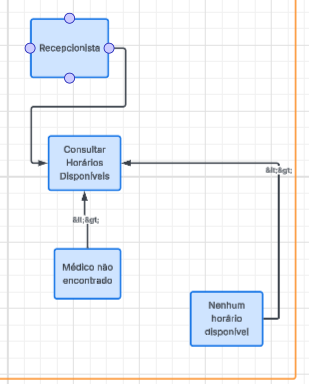 Recepcionista
Consultar
Horários
Disponíveis
&lt;&gt;
&lt;&gt;
Médico não
encontrado
Nenhum
horário
disponível